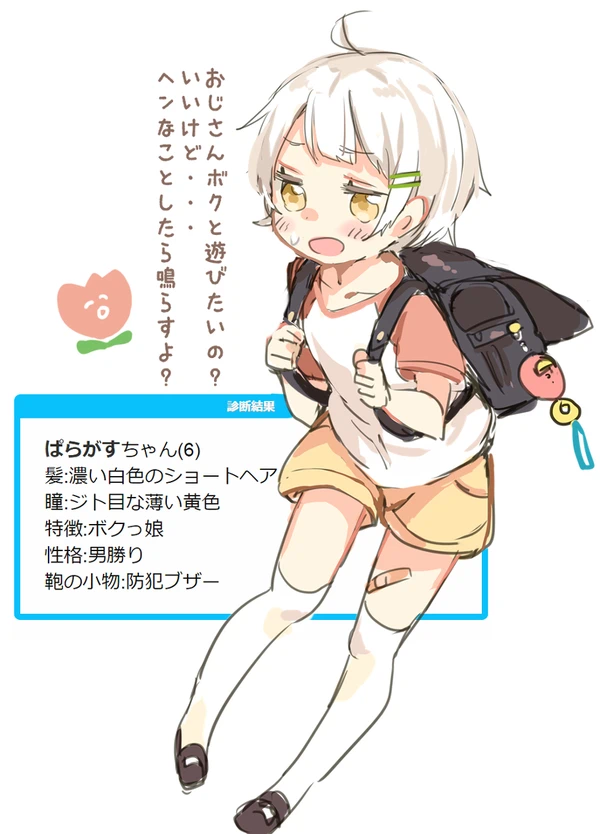 おじさんボクと遊びたいの？
いいけど・・・
ヘンなことしたら鳴らすよ？
診断結果
ぱらがすちゃん(6)
髪:濃い白色のショートヘア
瞳:ジト目な薄い黄色
特徴:ボクっ娘
性格:男勝り
鞄の小物:防犯ブザー